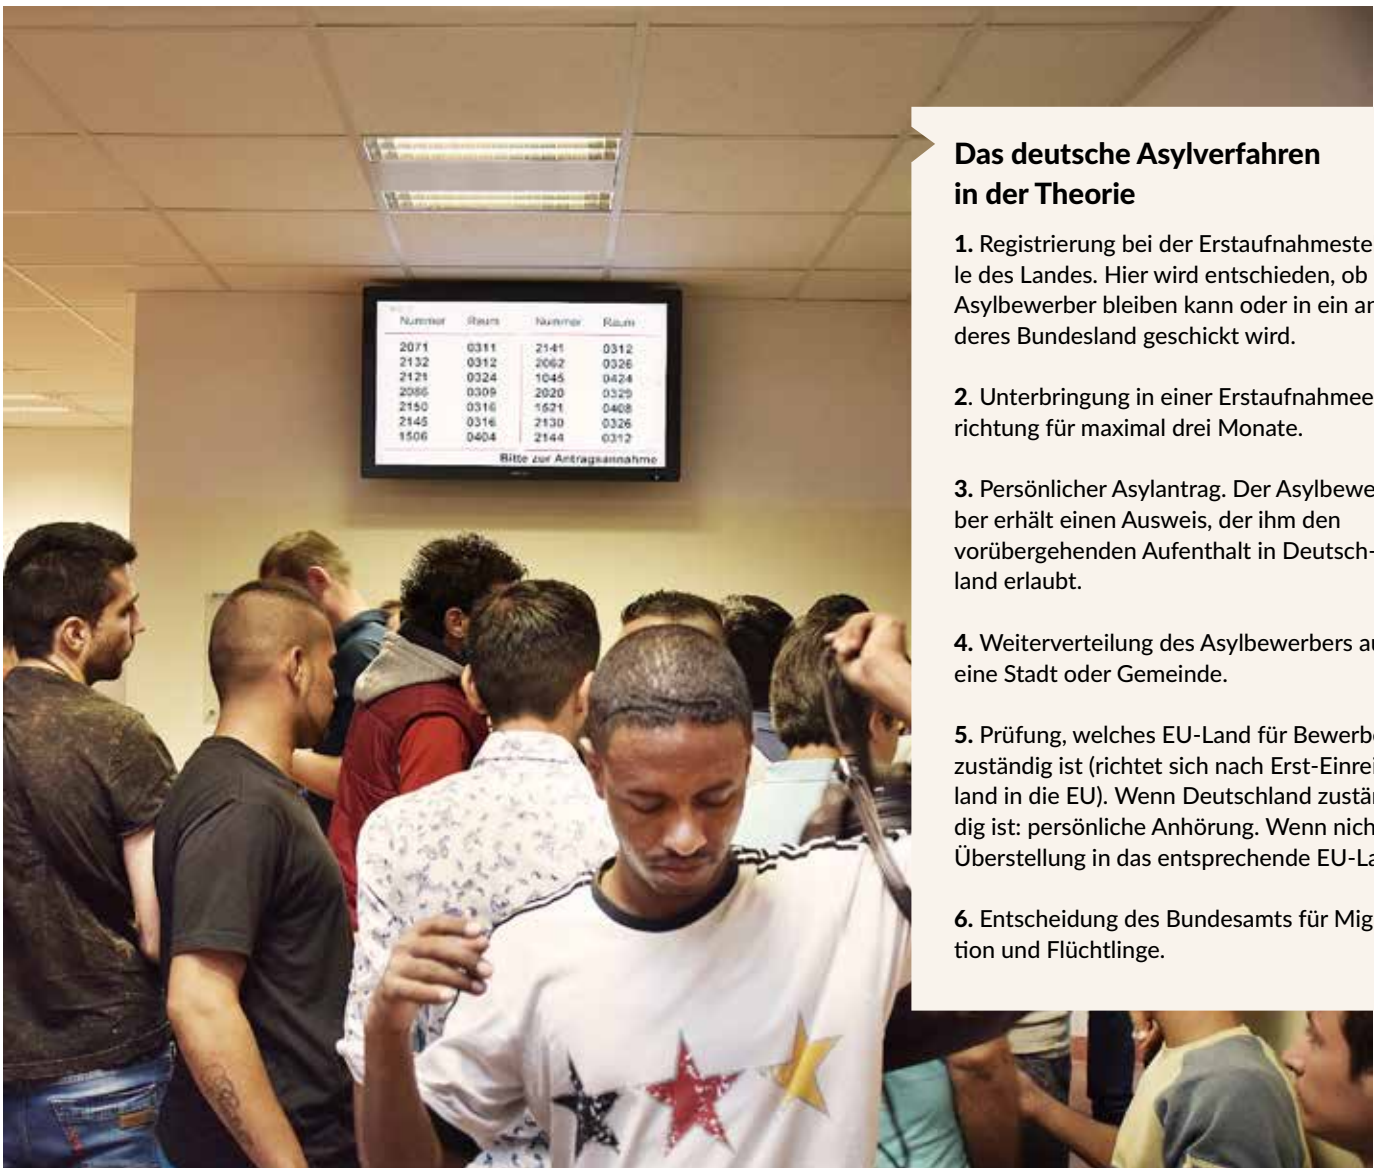 Nummer Raum Nummer Raum
2071 0311 2141 0312
2132 0312 2062 0326
2121 0324 1045 0424
2086 0309 2020 0329
2150 0316 1521 0408
2145 0316 2130 0326
1506 0404 2144 0312
Bitte zur Antragsannahme
Das deutsche Asylverfahren
in der Theorie
1. Registrierung bei der Erstaufnahmeste
le des Landes. Hier wird entschieden, ob
Asylbewerber bleiben kann oder in ein an
deres Bundesland geschickt wird.
2. Unterbringung in einer Erstaufnahmee
richtung für maximal drei Monate.
3. Persönlicher Asylantrag. Der Asylbewe
ber erhält einen Ausweis, der ihm den
vorübergehenden Aufenthalt in Deutsch-
land erlaubt.
4. Weiterverteilung des Asylbewerbers au
eine Stadt oder Gemeinde.
5. Prüfung, welches EU-Land für Bewerbe
zuständig ist (richtet sich nach Erst-Einrei
land in die EU). Wenn Deutschland zustän
dig ist: persönliche Anhörung. Wenn nich
Überstellung in das entsprechende EU-La
6. Entscheidung des Bundesamts für Mig
tion und Flüchtlinge.